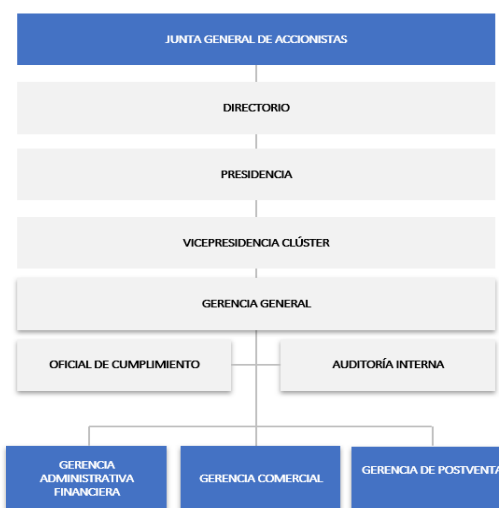 JUNTA GENERAL DE ACCIONISTAS
DIRECTORIO
PRESIDENCIA
VICEPRESIDENCIA CLÚSTER
GERENCIA GENERAL
OFICIAL DE CUMPLIMIENTO
AUDITORÍA INTERNA
GERENCIA
ADMINISTRATIVA
FINANCIERA
GERENCIA COMERCIAL
GERENCIA DE POSTVENTA